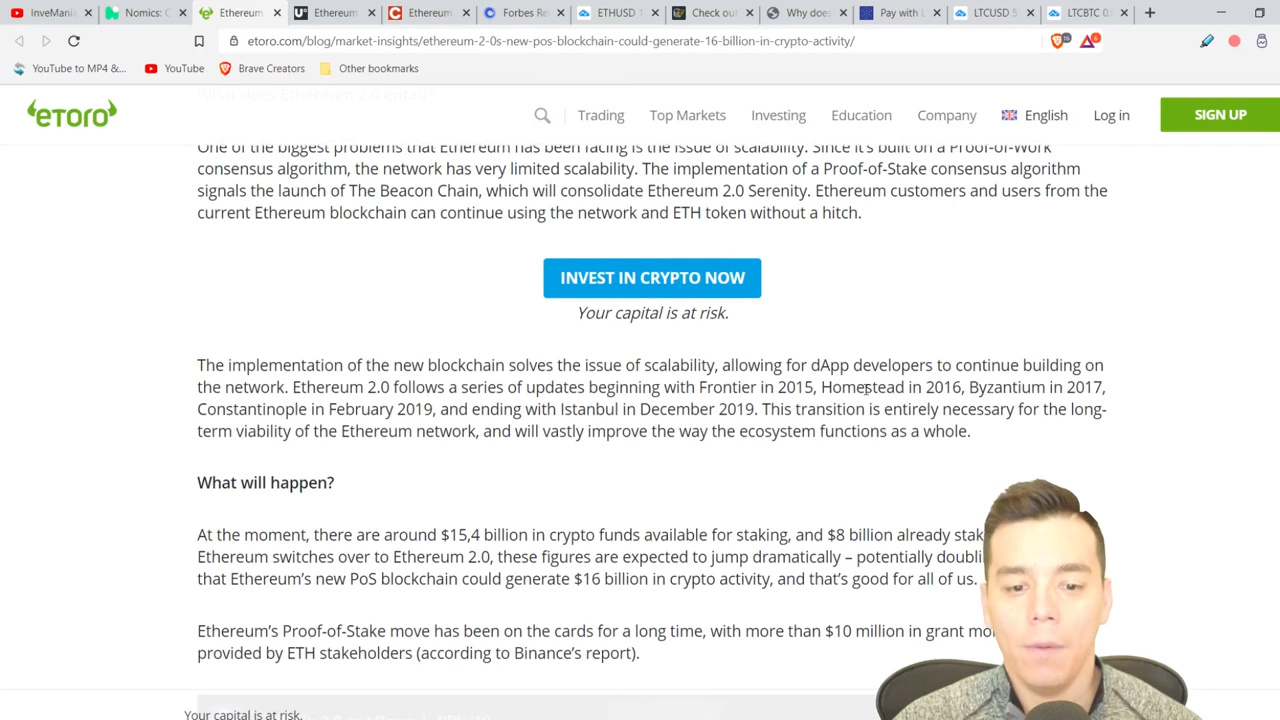 InveMania
Nomics: C
Ethereum
Ethereum
Ethereum
Forbes Re
ETHUSD 1
Check out
Why does
Pay with L
LTCUSD 5
LTCBTC 0.
etoro.com/blog/market-insights/ethereum-2-0s-new-pos-blockchain-could-generate-16-billion-in-crypto-activity/
16
6
YouTube to MP4 &...
YouTube
Brave Creators
Other bookmarks
What does Ethereum 2.0 entail?
eToro
Trading
Top Markets
Investing
Education
Company
English
Log in
SIGN UP
One of the biggest problems that Ethereum has been facing is the issue of scalability. Since it's built on a Proof-of-Work
consensus algorithm, the network has very limited scalability. The implementation of a Proof-of-Stake consensus algorithm
signals the launch of The Beacon Chain, which will consolidate Ethereum 2.0 Serenity. Ethereum customers and users from the
current Ethereum blockchain can continue using the network and ETH token without a hitch.
INVEST IN CRYPTO NOW
Your capital is at risk.
The implementation of the new blockchain solves the issue of scalability, allowing for dApp developers to continue building on
the network. Ethereum 2.0 follows a series of updates beginning with Frontier in 2015, Homestead in 2016, Byzantium in 2017,
Constantinople in February 2019, and ending with Istanbul in December 2019. This transition is entirely necessary for the long-
term viability of the Ethereum network, and will vastly improve the way the ecosystem functions as a whole.
What will happen?
At the moment, there are around $15,4 billion in crypto funds available for staking, and $8 billion already stak
Ethereum switches over to Ethereum 2.0, these figures are expected to jump dramatically – potentially doubli
that Ethereum's new PoS blockchain could generate $16 billion in crypto activity, and that's good for all of us.
Ethereum's Proof-of-Stake move has been on the cards for a long time, with more than $10 million in grant mo
provided by ETH stakeholders (according to Binance's report).
Your capital is at risk.